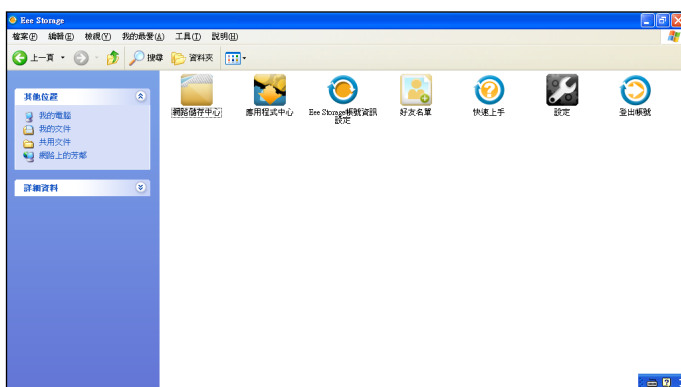 Eee Storage
檔案(F) 編輯(E) 檢視(V) 我的最愛(A) 工具(T) 說明(H)
上一頁 搜尋 資料夾
其他位置
我的電腦
我的文件
共用文件
網路上的芳鄰
詳細資料
網路儲存中心
應用程式中心
Eee Storage帳號資訊
設定
好友名單
快速上手
設定
登出帳號